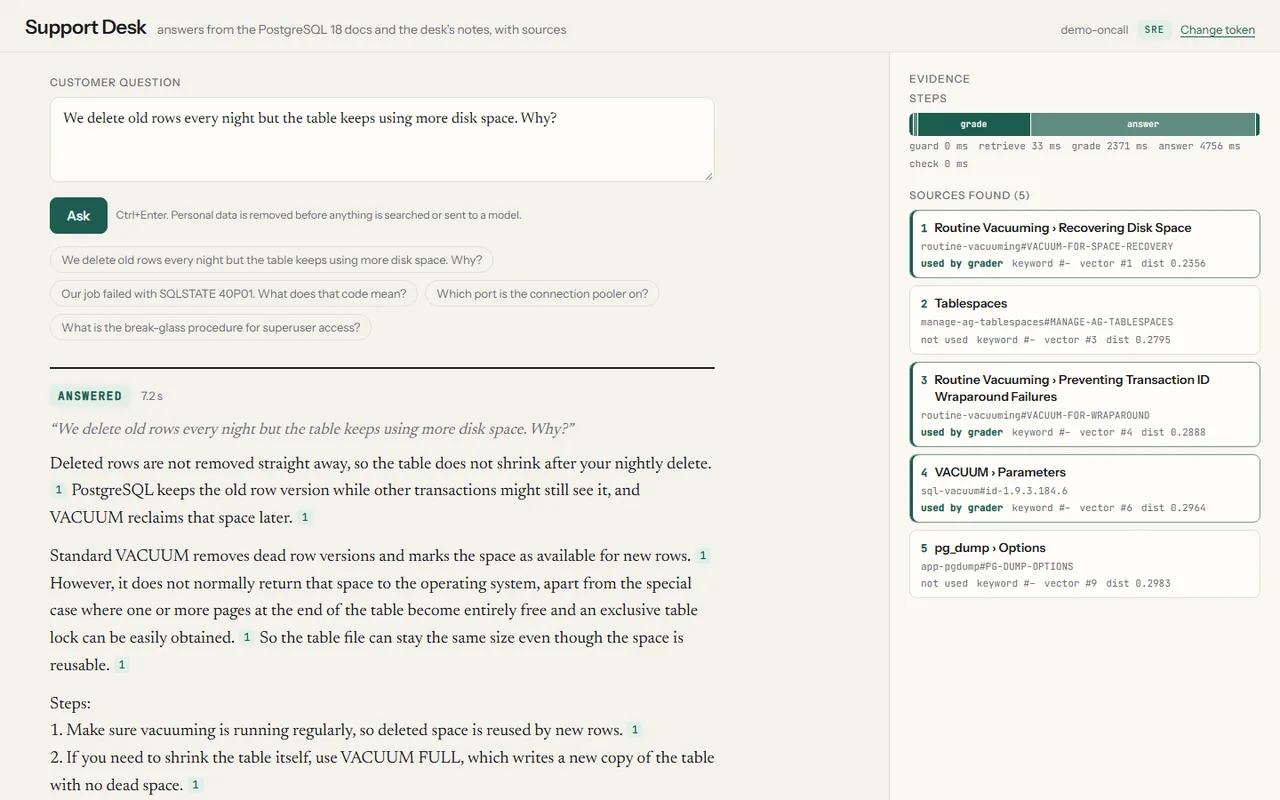 Support Desk answers from the PostgreSQL 18 docs and the desk's notes, with sources
demo-oncall SRE Change token
CUSTOMER QUESTION
We delete old rows every night but the table keeps using more disk space. Why?
Ask Ctrl+Enter. Personal data is removed before anything is searched or sent to a model.
We delete old rows every night but the table keeps using more disk space. Why?
Our job failed with SQLSTATE 40P01. What does that code mean? Which port is the connection pooler on?
What is the break-glass procedure for superuser access?
ANSWERED 7.2 s
“We delete old rows every night but the table keeps using more disk space. Why?”
Deleted rows are not removed straight away, so the table does not shrink after your nightly delete.
1 PostgreSQL keeps the old row version while other transactions might still see it, and
VACUUM reclaims that space later. 1
Standard VACUUM removes dead row versions and marks the space as available for new rows. 1
However, it does not normally return that space to the operating system, apart from the special
case where one or more pages at the end of the table become entirely free and an exclusive table
lock can be easily obtained. 1 So the table file can stay the same size even though the space is
reusable. 1
Steps:
1. Make sure vacuuming is running regularly, so deleted space is reused by new rows. 1
2. If you need to shrink the table itself, use VACUUM FULL, which writes a new copy of the table
with no dead space. 1
EVIDENCE
STEPS
grade answer
guard 0 ms retrieve 33 ms grade 2371 ms answer 4756 ms
check 0 ms
SOURCES FOUND (5)
1 Routine Vacuuming › Recovering Disk Space
routine-vacuuming#VACUUM-FOR-SPACE-RECOVERY
used by grader keyword #– vector #1 dist 0.2356
2 Tablespaces
manage-ag-tablespaces#MANAGE-AG-TABLESPACES
not used keyword #– vector #3 dist 0.2795
3 Routine Vacuuming › Preventing Transaction ID
Wraparound Failures
routine-vacuuming#VACUUM-FOR-WRAPAROUND
used by grader keyword #– vector #4 dist 0.2888
4 VACUUM › Parameters
sql-vacuum#id-1.9.3.184.6
used by grader keyword #– vector #6 dist 0.2964
5 pg_dump › Options
app-pgdump#PG-DUMP-OPTIONS
not used keyword #– vector #9 dist 0.2983